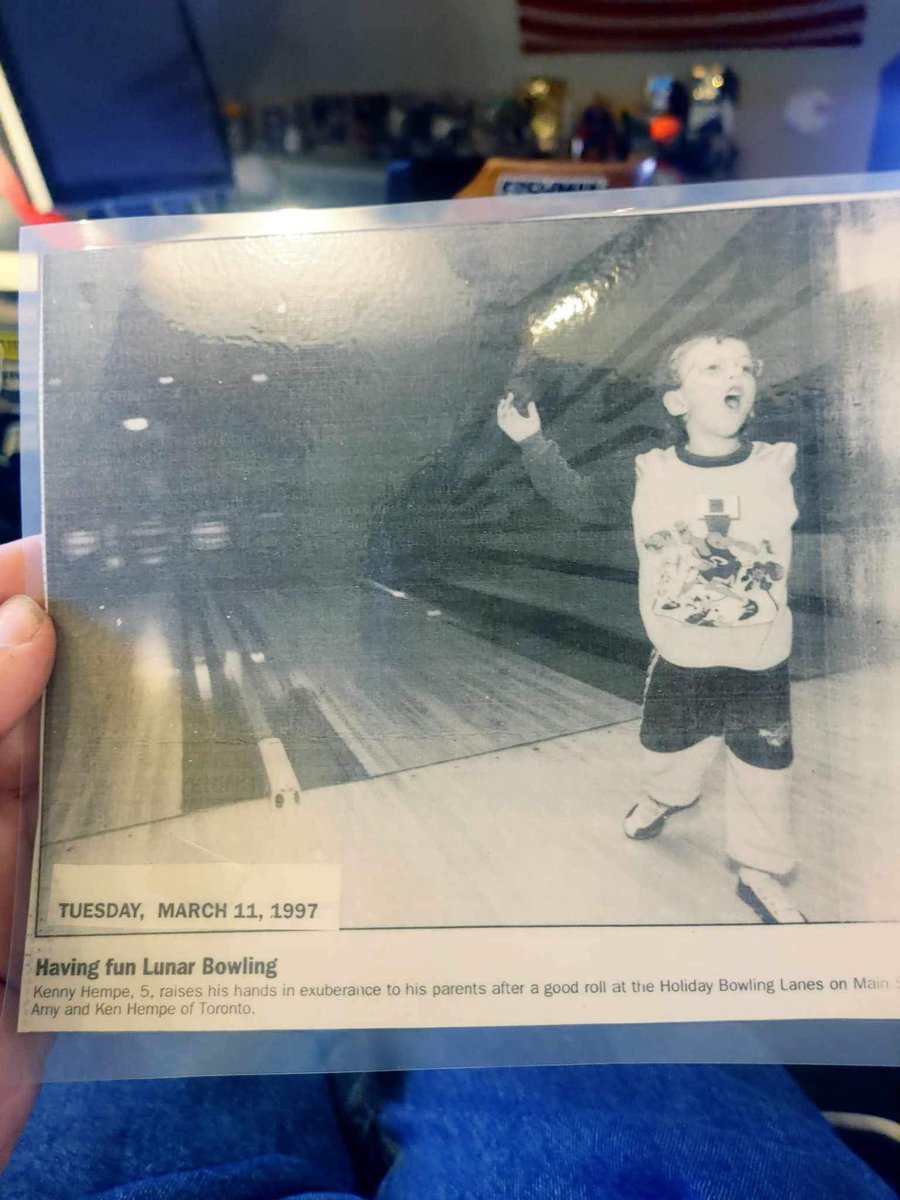 TUESDAY, MARCH 11, 1997
Having fun Lunar Bowling
Kenny Hempe, 5, raises his hands in exuberance to his parents after a good roll at the Holiday Bowling Lanes on Main
Amy and Ken Hempe of Toronto.